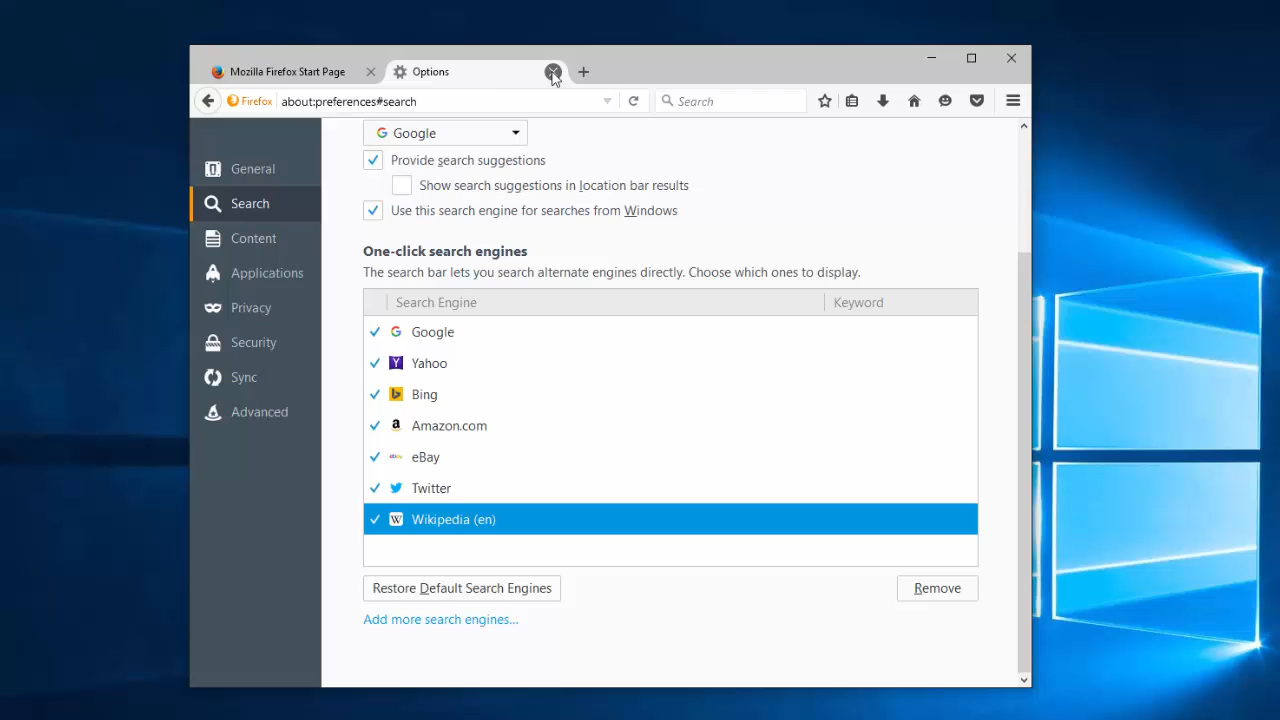 Mozilla Firefox Start Page
Options
Firefox
about:preferences#search
Search
Google
General
Provide search suggestions
Show search suggestions in location bar results
Search
Use this search engine for searches from Windows
Content
One-click search engines
Applications
The search bar lets you search alternate engines directly. Choose which ones to display.
Search Engine
Keyword
Privacy
Google
Security
Yahoo
Sync
Bing
Advanced
Amazon.com
eBay
Twitter
Wikipedia (en)
Restore Default Search Engines
Remove
Add more search engines...